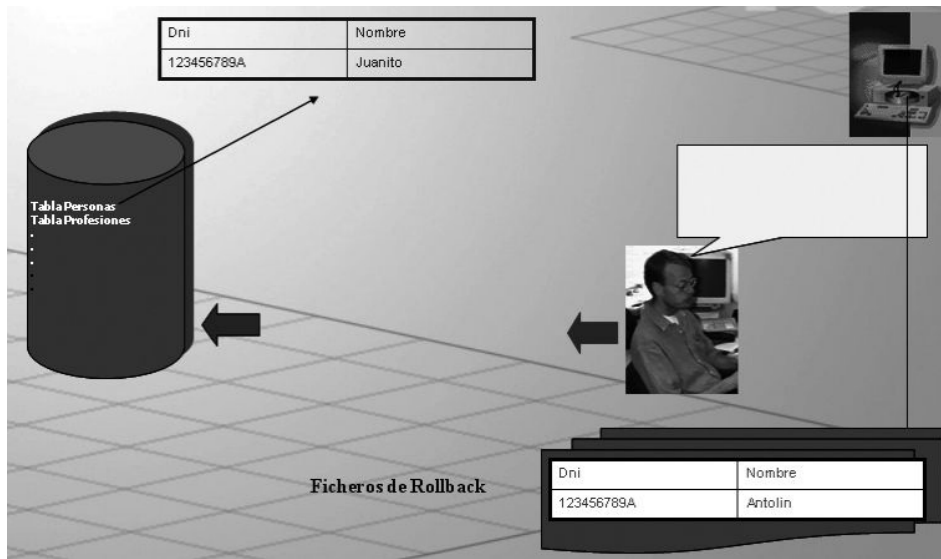 Dni Nombre
123456789A Juanito
Tabla Personas
Tabla Profesiones
Ficheros de Rollback
Dni Nombre
123456789A Antolin